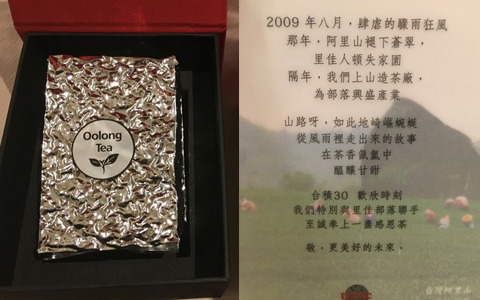 Oolong
Tea
2009 年八月，肆虐的驟雨狂風
那年，阿里山褪下蒼翠，
里佳人頓失家園
隔年，我們上山造茶廠，
為部落興盛產業
山路呀，如此地崎嶇蜿蜒
從風雨裡走出來的故事
在茶香氤氳中
醞釀甘甜
台積30 歡欣時刻
我們特別與里佳部落聯手
至誠奉上一盞感恩茶
敬，更美好的未來。
台灣阿里山